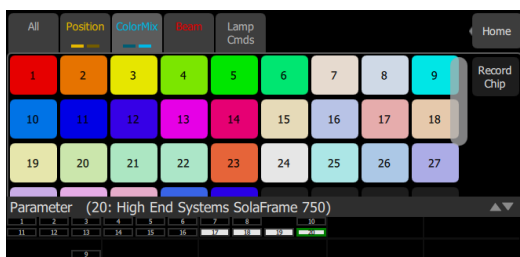 All Position ColorMix Beam Lamp Cmds Home
1 2 3 4 5 6 7 8 9 Record Chip
10 11 12 13 14 15 16 17 18
19 20 21 22 23 24 25 26 27
Parameter (20: High End Systems SolaFrame 750)
1 2 3 4 5 6 7 8 10
11 12 13 14 15 16 17 18 19 20
9